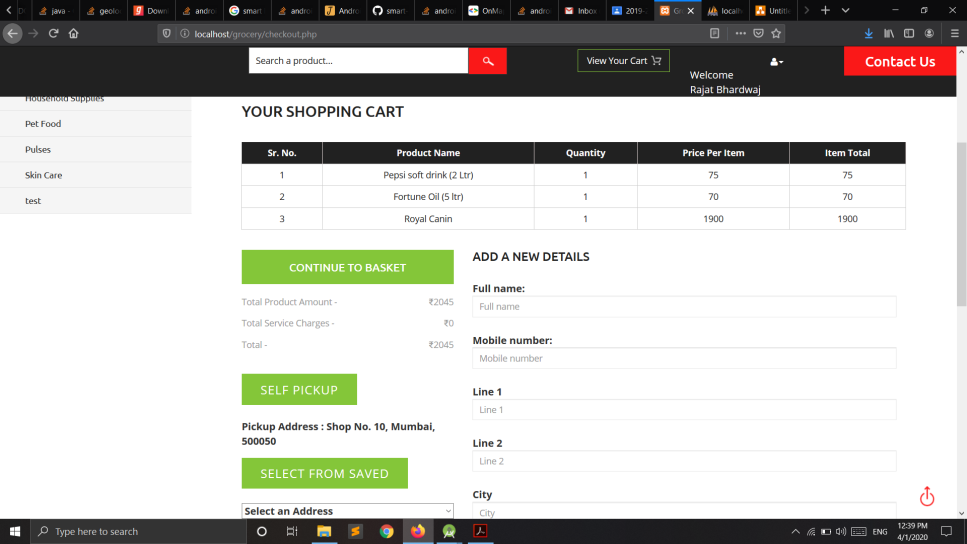 java -
geolo
Down
andro
smart
andro
Andro
smart
andro
OnMa
andro
Inbox
2019-
Gr
localh
Untitle
localhost/grocery/checkout.php
Search a product...
View Your Cart
Welcome
Rajat Bhardwaj
Contact Us
Household Supplies
Pet Food
Pulses
Skin Care
test
YOUR SHOPPING CART
Sr. No. Product Name Quantity Price Per Item Item Total
1 Pepsi soft drink (2 Ltr) 1 75 75
2 Fortune Oil (5 ltr) 1 70 70
3 Royal Canin 1 1900 1900
CONTINUE TO BASKET
Total Product Amount - ₹2045
Total Service Charges - ₹0
Total - ₹2045
SELF PICKUP
Pickup Address : Shop No. 10, Mumbai,
500050
SELECT FROM SAVED
Select an Address
ADD A NEW DETAILS
Full name:
Full name
Mobile number:
Mobile number
Line 1
Line 1
Line 2
Line 2
City
City
Type here to search
ENG
12:39 PM
4/1/2020